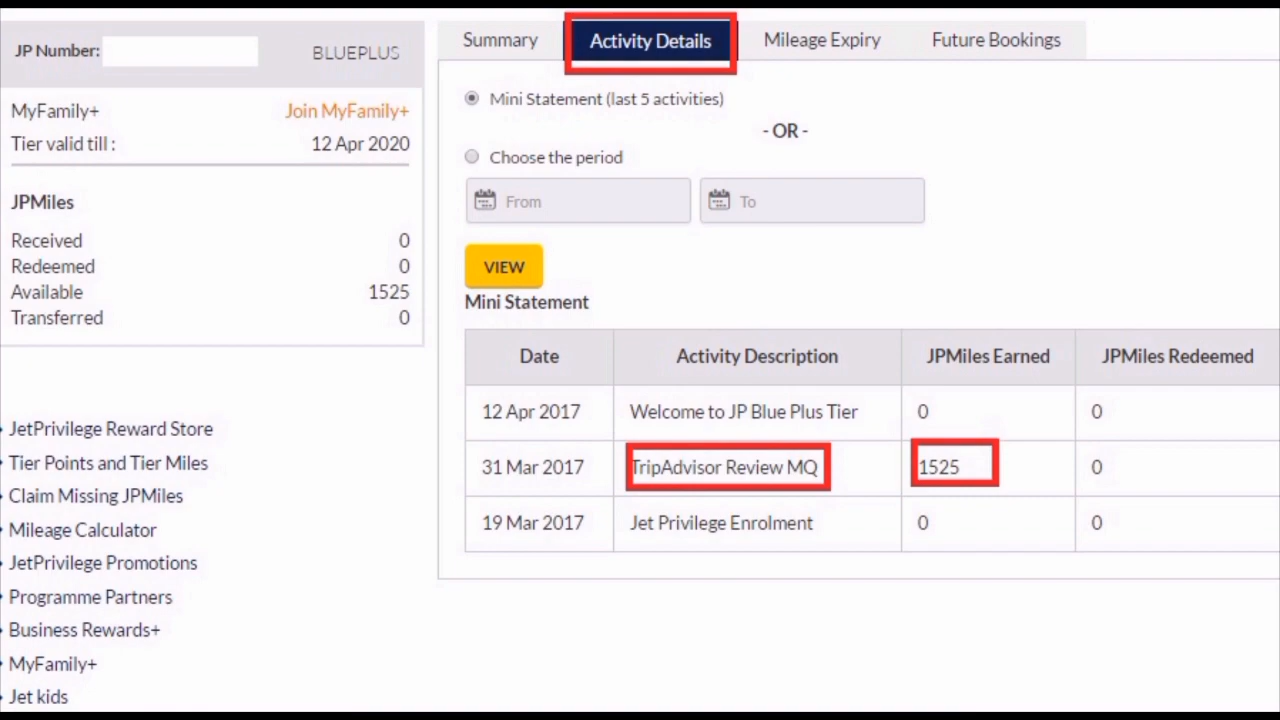 JP Number: BLUEPLUS
MyFamily+ Join MyFamily+
Tier valid till : 12 Apr 2020
JPMiles
Received 0
Redeemed 0
Available 1525
Transferred 0
JetPrivilege Reward Store
Tier Points and Tier Miles
Claim Missing JPMiles
Mileage Calculator
JetPrivilege Promotions
Programme Partners
Business Rewards+
MyFamily+
Jet kids
Summary Activity Details Mileage Expiry Future Bookings
Mini Statement (last 5 activities)
- OR -
Choose the period
From To
VIEW
Mini Statement
Date Activity Description JPMiles Earned JPMiles Redeemed
12 Apr 2017 Welcome to JP Blue Plus Tier 0 0
31 Mar 2017 TripAdvisor Review MQ 1525 0
19 Mar 2017 Jet Privilege Enrolment 0 0